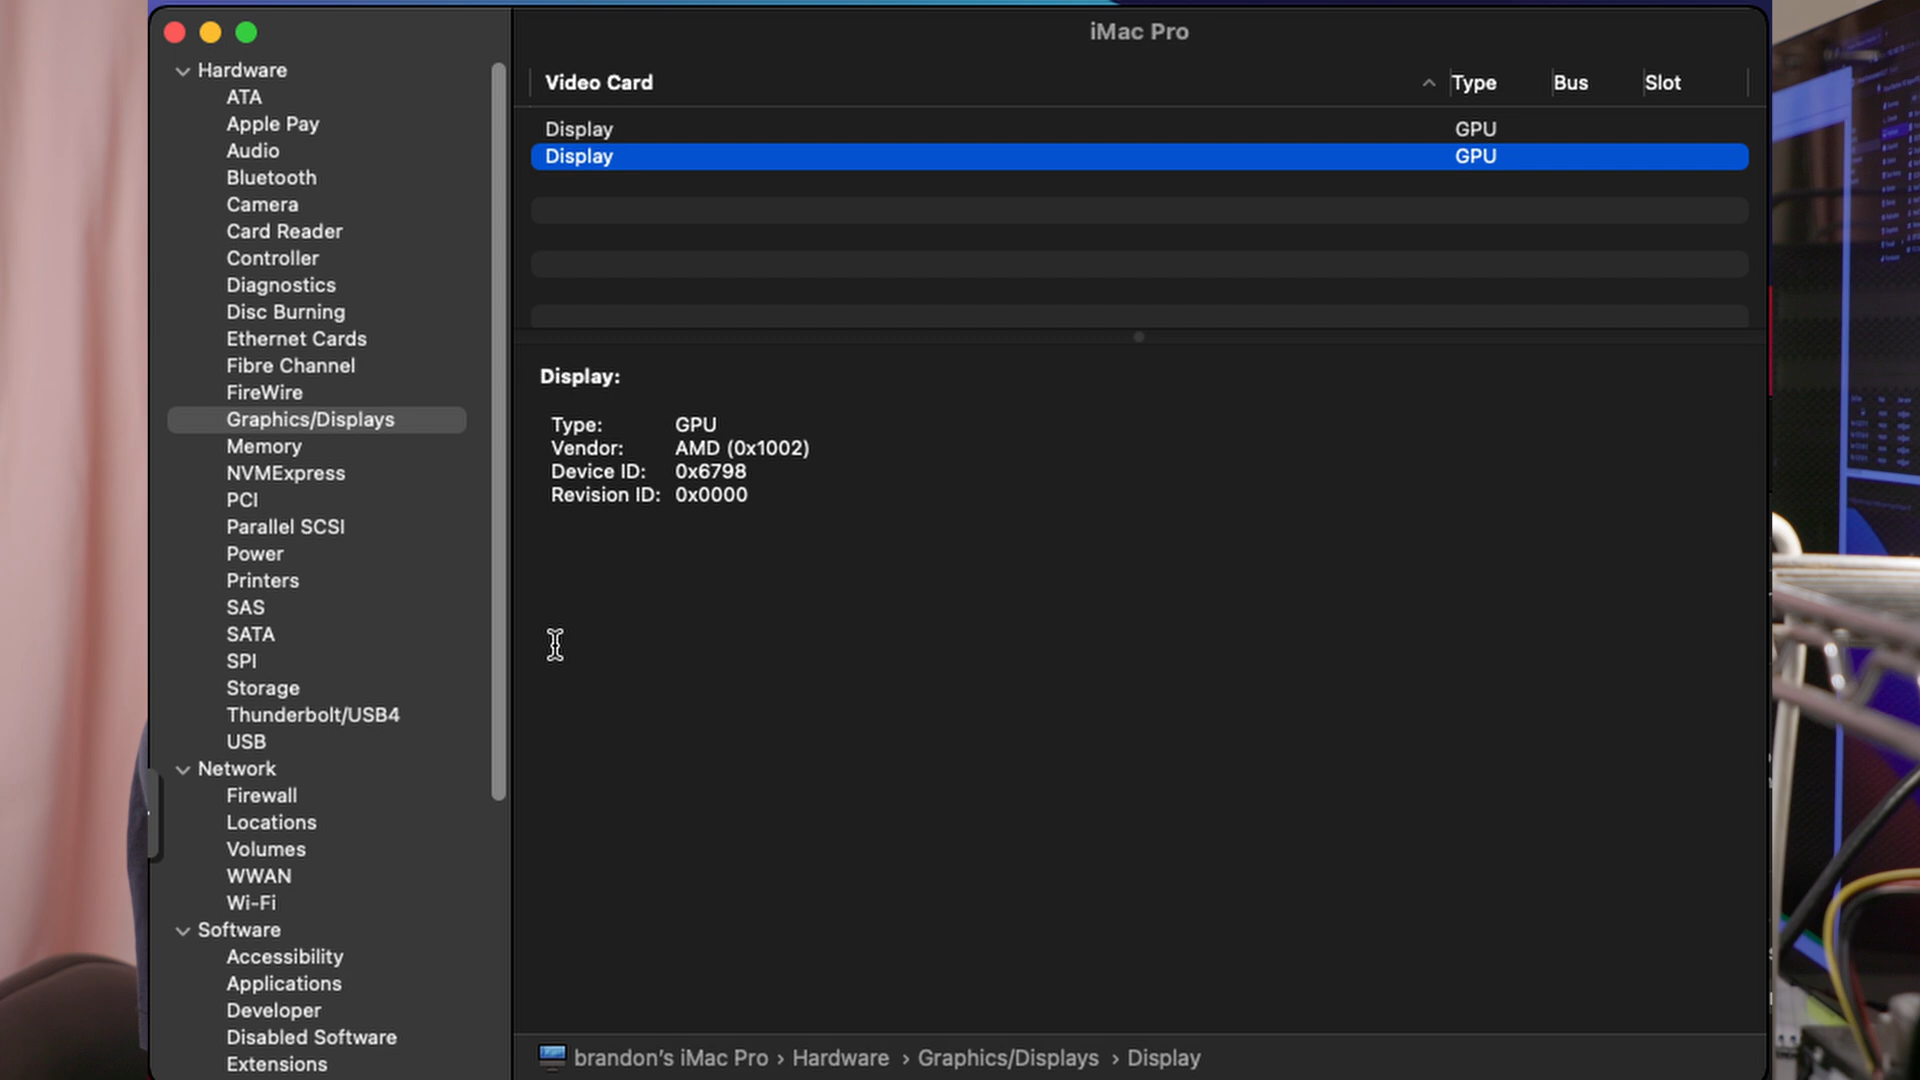 iMac Pro
Hardware
ATA
Apple Pay
Audio
Bluetooth
Camera
Card Reader
Controller
Diagnostics
Disc Burning
Ethernet Cards
Fibre Channel
FireWire
Graphics/Displays
Memory
NVMExpress
PCI
Parallel SCSI
Power
Printers
SAS
SATA
SPI
Storage
Thunderbolt/USB4
USB
Network
Firewall
Locations
Volumes
WWAN
Wi-Fi
Software
Accessibility
Applications
Developer
Disabled Software
Extensions
Video Card Type Bus Slot
Display GPU
Display GPU
Display:
Type: GPU
Vendor: AMD (0x1002)
Device ID: 0x6798
Revision ID: 0x0000
brandon's iMac Pro › Hardware › Graphics/Displays › Display